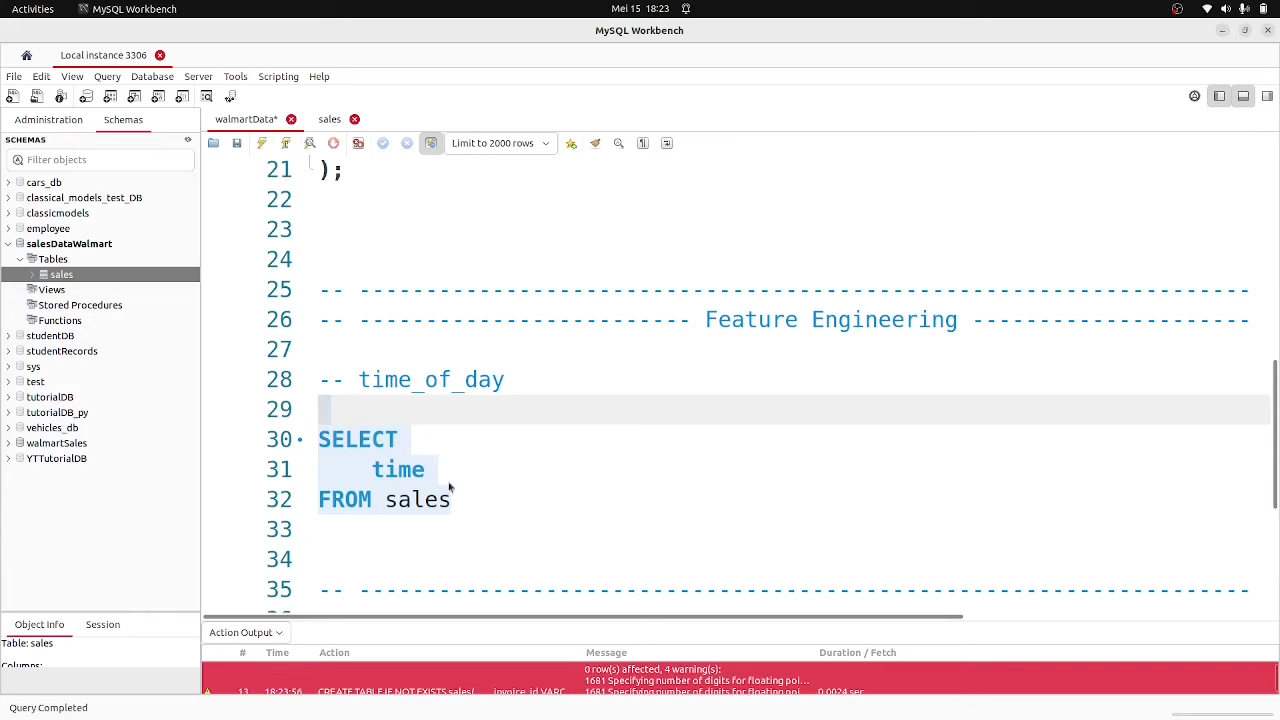 Activities MySQL Workbench Mei 15 18:23
MySQL Workbench
Local instance 3306
File Edit View Query Database Server Tools Scripting Help
Administration Schemas
walmartData* sales
SCHEMAS
Limit to 2000 rows
Filter objects
cars_db
classical_models_test_DB
classicmodels
employee
salesDataWalmart
Tables
sales
Views
Stored Procedures
Functions
studentDB
studentRecords
sys
test
tutorialDB
tutorialDB_py
vehicles_db
walmartSales
YTTutorialDB
21 );
22
23
24
25 -- -------------------------------------------------------------------
26 -- ------------------------- Feature Engineering ---------------------
27
28 -- time_of_day
29
30 SELECT
31 time
32 FROM sales
33
34
35 -- -------------------------------------------------------------------
Object Info Session
Table: sales
Columns:
Action Output
# Time Action Message Duration / Fetch
0 row(s) affected, 4 warning(s):
1681 Specifying number of digits for floating poi...
13 18:23:56 CREATE TABLE IF NOT EXISTS sales( invoice_id VARC... 1681 Specifying number of digits for floating poi... 0.0024 sec
Query Completed